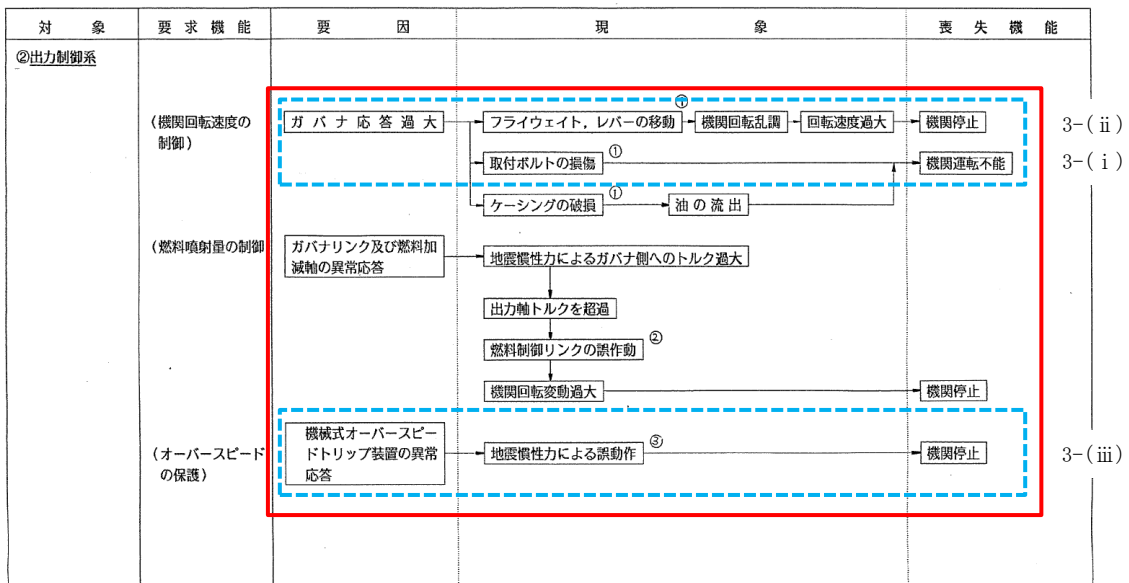 対象 要求機能 要因 現象 喪失機能
②出力制御系
(機関回転速度の
制御)
ガバナ応答過大
フライウェイト,レバーの移動
①
機関回転乱調
回転速度過大
機関停止
3-(ⅱ)
取付ボルトの損傷
①
機関運転不能
3-(ⅰ)
ケーシングの破損
①
油の流出
(燃料噴射量の制御
ガバナリンク及び燃料加
減軸の異常応答
地震慣性力によるガバナ側へのトルク過大
出力軸トルクを超過
燃料制御リンクの誤作動
②
機関回転変動過大
機関停止
(オーバースピード
の保護)
機械式オーバースピー
ドトリップ装置の異常
応答
地震慣性力による誤動作
③
機関停止
3-(ⅲ)